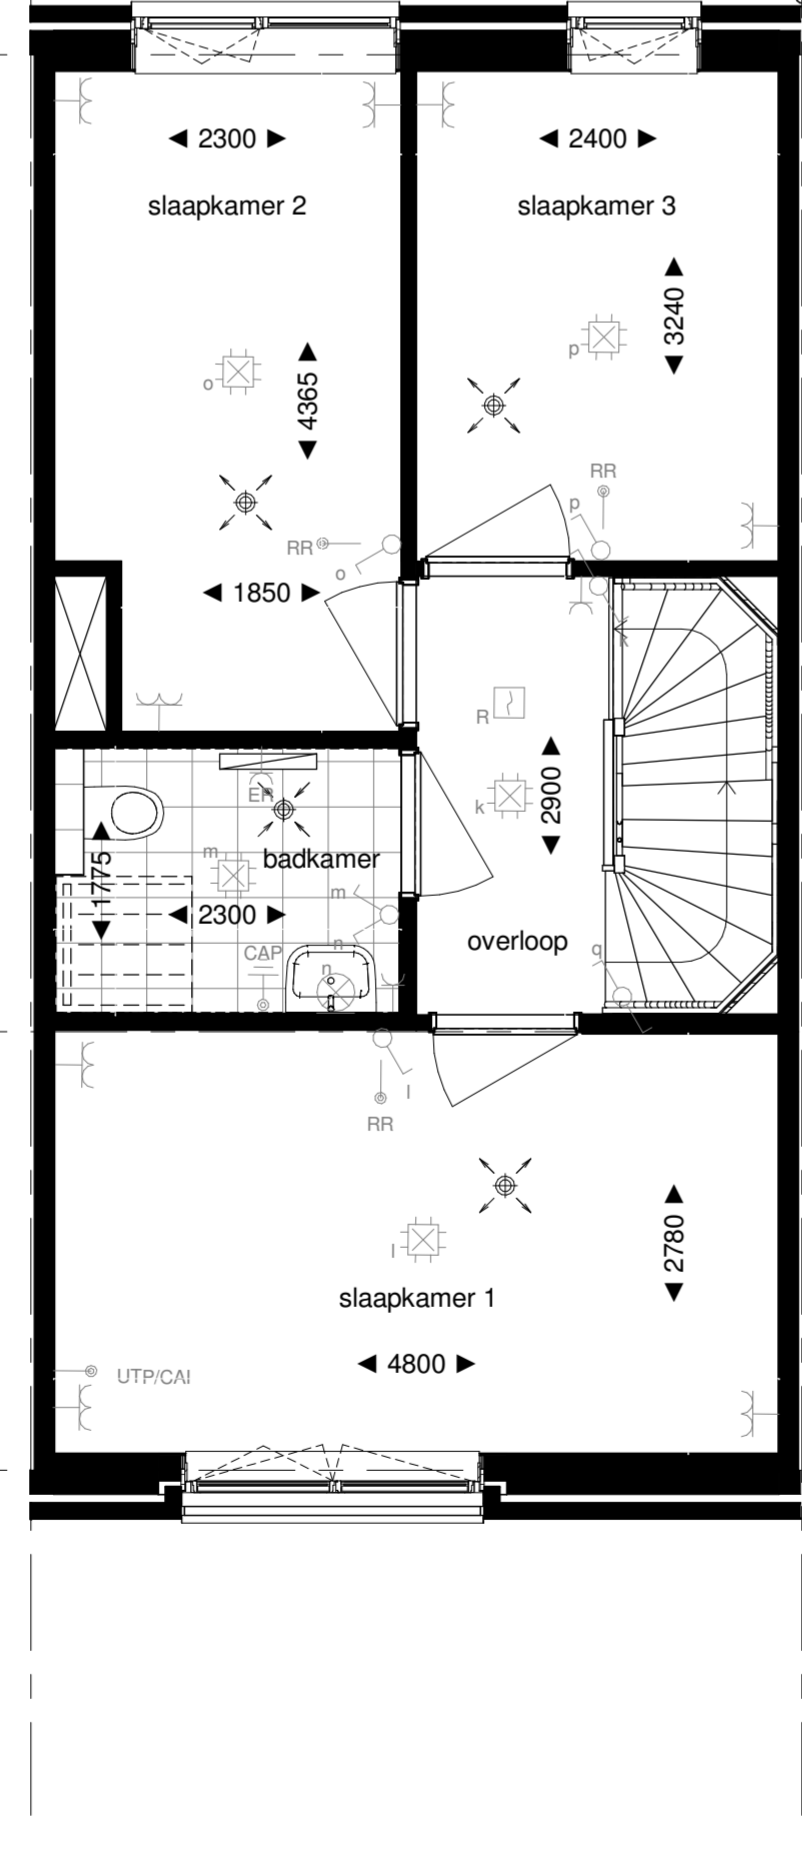 2300
2400
slaapkamer 2
slaapkamer 3
3240
p
o
4365
RR
p
RR
o
1850
k
R
2900
k
ER
m
badkamer
1775
m
2300
n
overloop
q
CAP
n
l
RR
2780
l
slaapkamer 1
4800
UTP/CAI